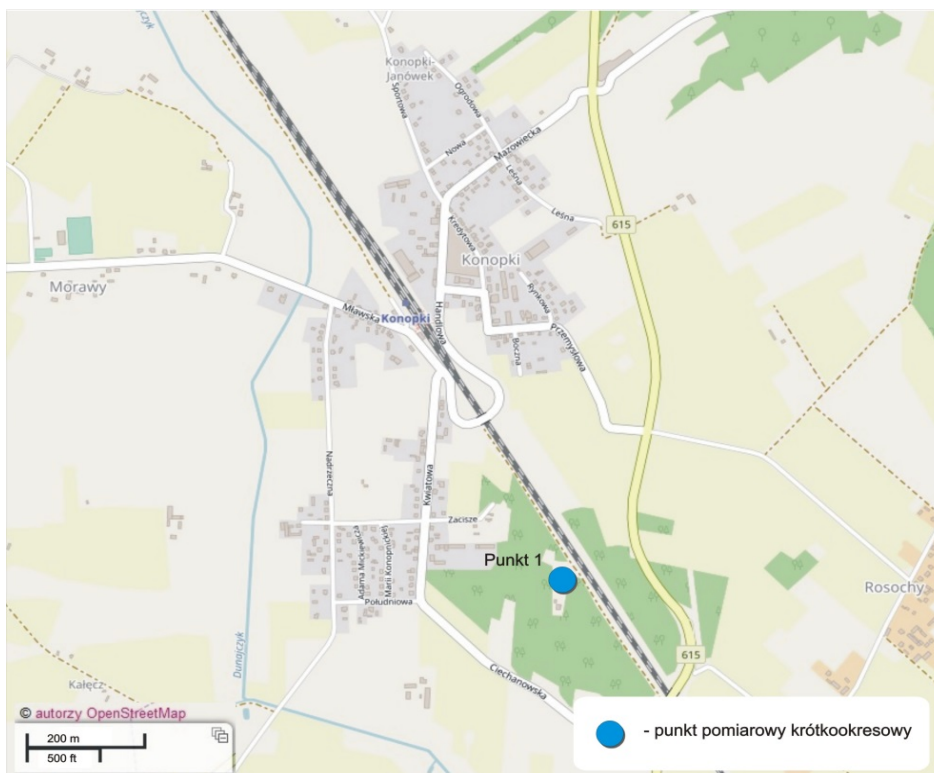 Dunajczyk
Konopki-
Janówek
Sportowa
Ogrodowa
Nowa
Mazowiecka
Leśna
Leśna
615
Kredytowa
Konopki
Morawy
Rynkowa
Mławska
Konopki
Handlowa
Boczna
Przemysłowa
Nadrzeczna
Kwiatowa
Zacisze
Adama Mickiewicza
Marii Konopnickiej
Punkt 1
Południowa
Rosochy
Dunajczyk
Ciechanowska
615
Kałęcz
© autorzy OpenStreetMap
200 m
500 ft
- punkt pomiarowy krótkookresowy